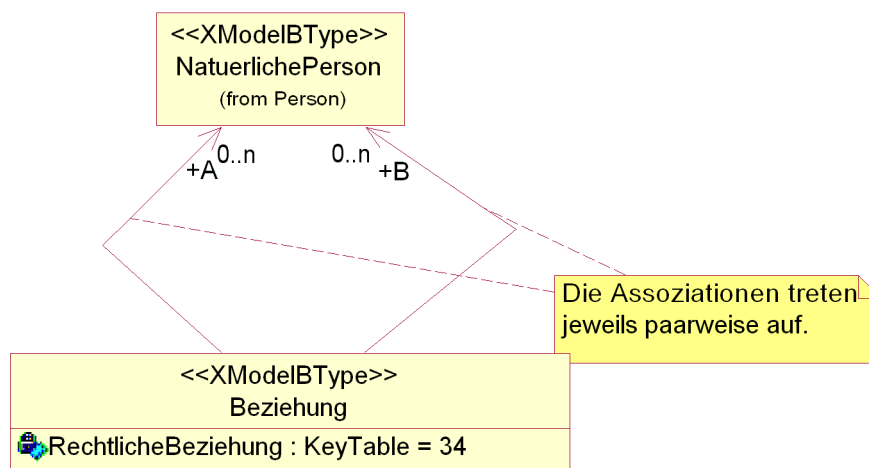 <<XModelBType>>
NatuerlichePerson
(from Person)
+A
0..n
0..n
+B
Die Assoziationen treten
jeweils paarweise auf.
<<XModelBType>>
Beziehung
RechtlicheBeziehung : KeyTable = 34